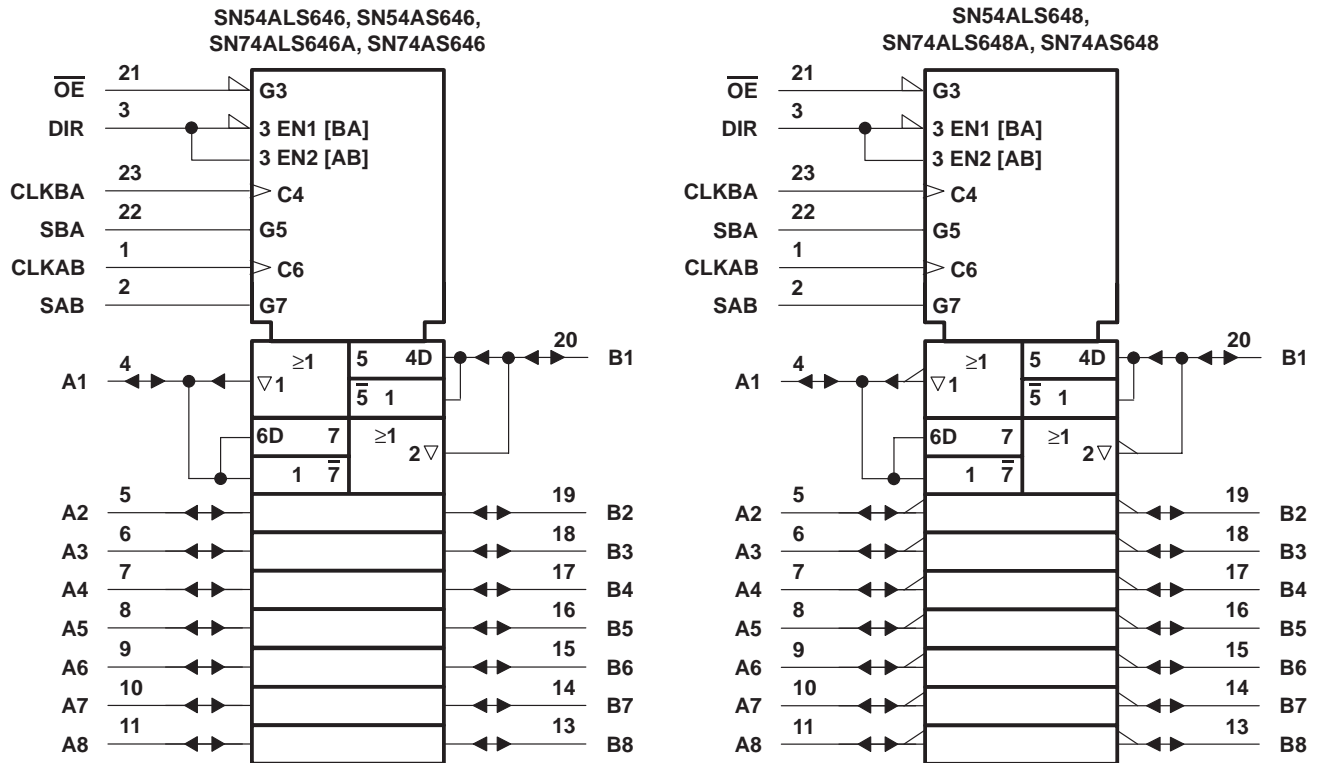 SN54ALS646, SN54AS646,
SN74ALS646A, SN74AS646
O̅E̅ 21 G3
DIR 3 3 EN1 [BA]
3 EN2 [AB]
CLKBA 23 C4
SBA 22 G5
CLKAB 1 C6
SAB 2 G7
A1 4 ≥1 5 4D 20 B1
▽1 5̅ 1
6D 7 ≥1 2▽
1 7̅
A2 5 19 B2
A3 6 18 B3
A4 7 17 B4
A5 8 16 B5
A6 9 15 B6
A7 10 14 B7
A8 11 13 B8
SN54ALS648,
SN74ALS648A, SN74AS648
O̅E̅ 21 G3
DIR 3 3 EN1 [BA]
3 EN2 [AB]
CLKBA 23 C4
SBA 22 G5
CLKAB 1 C6
SAB 2 G7
A1 4 ≥1 5 4D 20 B1
▽1 5̅ 1
6D 7 ≥1 2▽
1 7̅
A2 5 19 B2
A3 6 18 B3
A4 7 17 B4
A5 8 16 B5
A6 9 15 B6
A7 10 14 B7
A8 11 13 B8